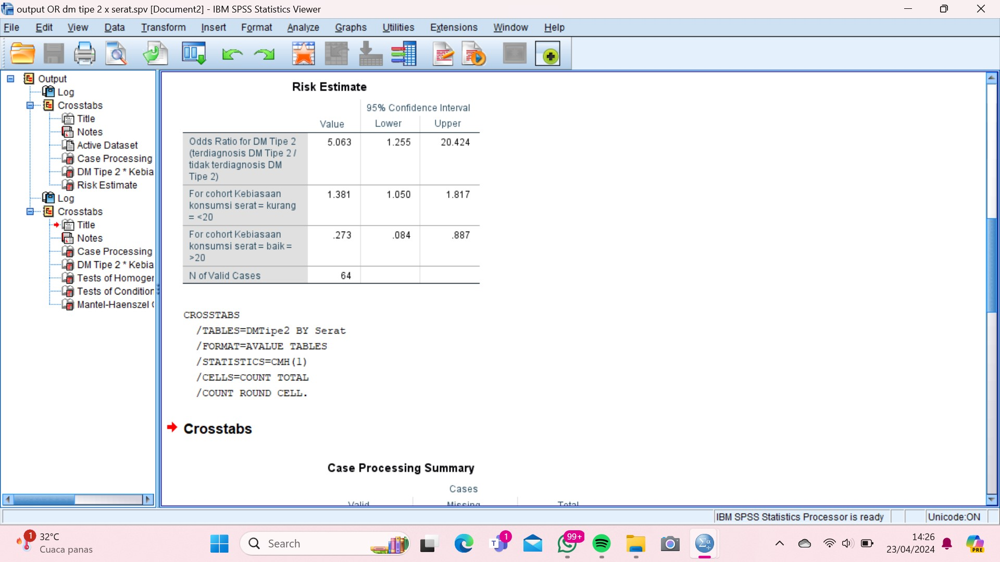 output OR dm tipe 2 x serat.spv [Document2] - IBM SPSS Statistics Viewer
File Edit View Data Transform Insert Format Analyze Graphs Utilities Extensions Window Help
Output
Log
Crosstabs
Title
Notes
Active Dataset
Case Processing
DM Tipe 2 * Kebia
Risk Estimate
Log
Crosstabs
Title
Notes
Case Processing
DM Tipe 2 * Kebia
Tests of Homoger
Tests of Condition
Mantel-Haenszel
Risk Estimate
95% Confidence Interval
Value Lower Upper
Odds Ratio for DM Tipe 2 5.063 1.255 20.424
(terdiagnosis DM Tipe 2 /
tidak terdiagnosis DM
Tipe 2)
For cohort Kebiasaan 1.381 1.050 1.817
konsumsi serat = kurang
= <20
For cohort Kebiasaan .273 .084 .887
konsumsi serat = baik =
>20
N of Valid Cases 64
CROSSTABS
/TABLES=DMTipe2 BY Serat
/FORMAT=AVALUE TABLES
/STATISTICS=CMH(1)
/CELLS=COUNT TOTAL
/COUNT ROUND CELL.
Crosstabs
Case Processing Summary
Cases
Valid Missing Total
IBM SPSS Statistics Processor is ready Unicode:ON
1 32°C
Cuaca panas
Search
1
99+
14:26
23/04/2024
PRE